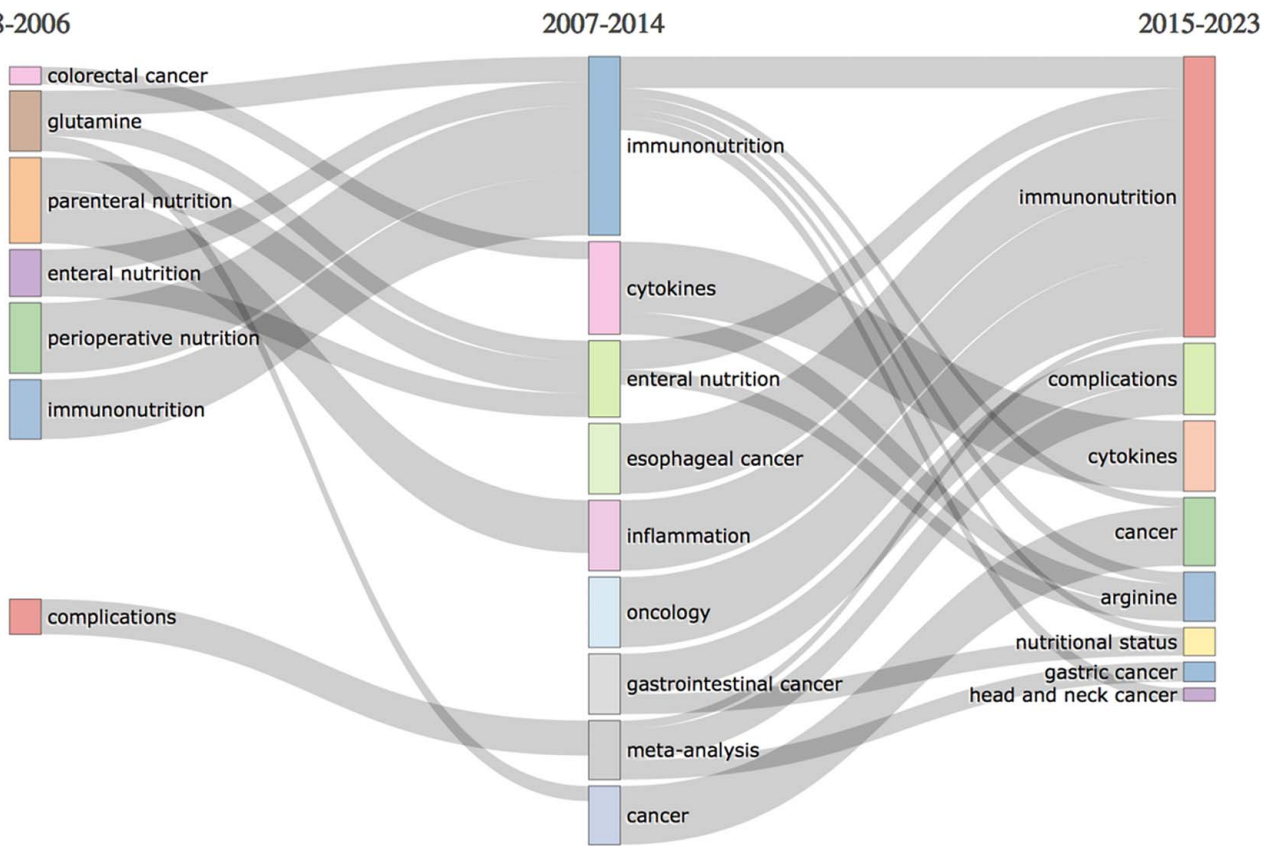 8-2006
2007-2014
2015-2023
colorectal cancer
glutamine
parenteral nutrition
enteral nutrition
perioperative nutrition
immunonutrition
complications
immunonutrition
cytokines
enteral nutrition
esophageal cancer
inflammation
oncology
gastrointestinal cancer
meta-analysis
cancer
immunonutrition
complications
cytokines
cancer
arginine
nutritional status
gastric cancer
head and neck cancer